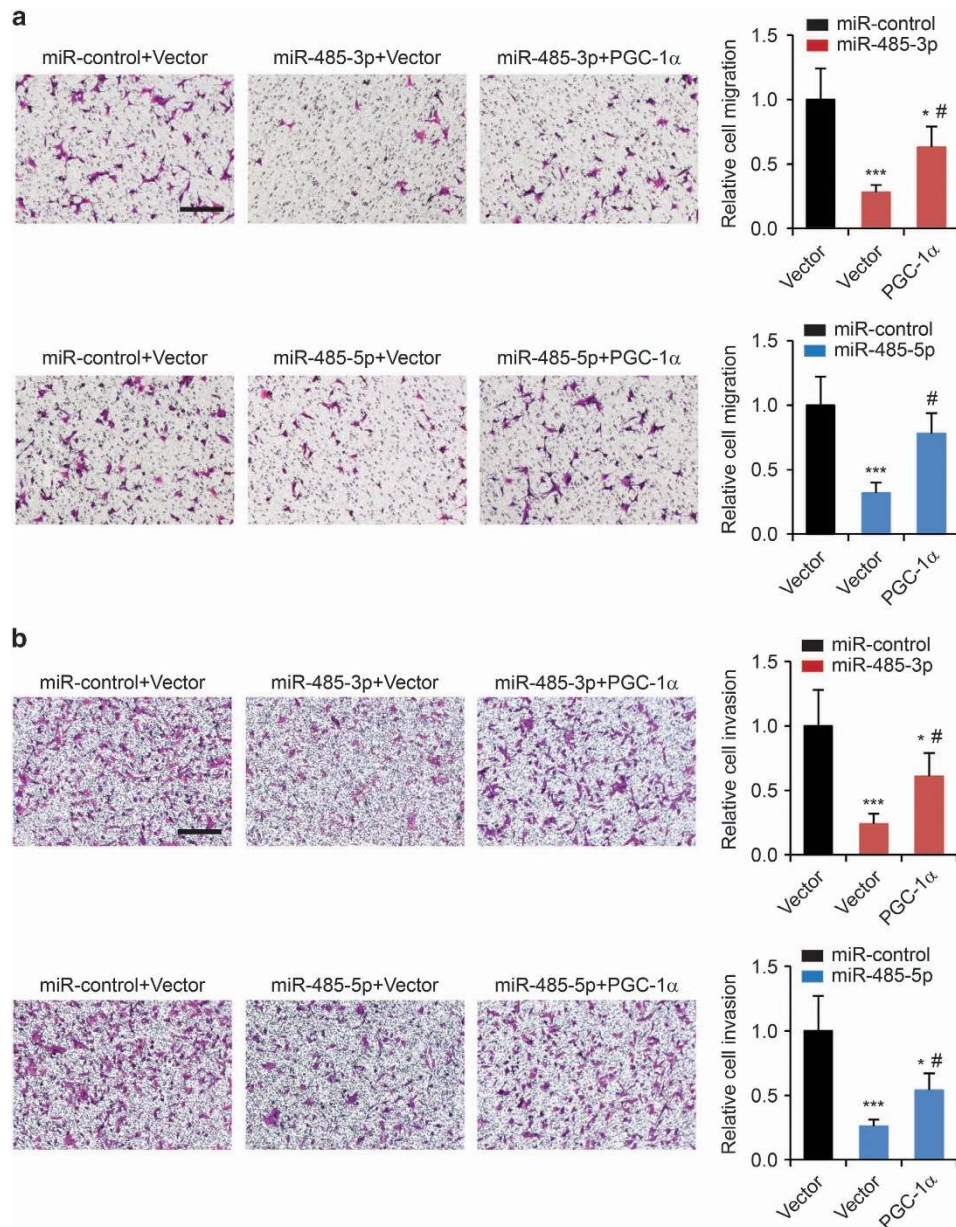 a
miR-control+Vector miR-485-3p+Vector miR-485-3p+PGC-1α
miR-control
miR-485-3p
Relative cell migration
1.5
1.0
0.5
0.0
* #
***
Vector Vector PGC-1α
miR-control+Vector miR-485-5p+Vector miR-485-5p+PGC-1α
miR-control
miR-485-5p
Relative cell migration
1.5
1.0
0.5
0.0
#
***
Vector Vector PGC-1α
b
miR-control+Vector miR-485-3p+Vector miR-485-3p+PGC-1α
miR-control
miR-485-3p
Relative cell invasion
1.5
1.0
0.5
0.0
* #
***
Vector Vector PGC-1α
miR-control+Vector miR-485-5p+Vector miR-485-5p+PGC-1α
miR-control
miR-485-5p
Relative cell invasion
1.5
1.0
0.5
0.0
* #
***
Vector Vector PGC-1α